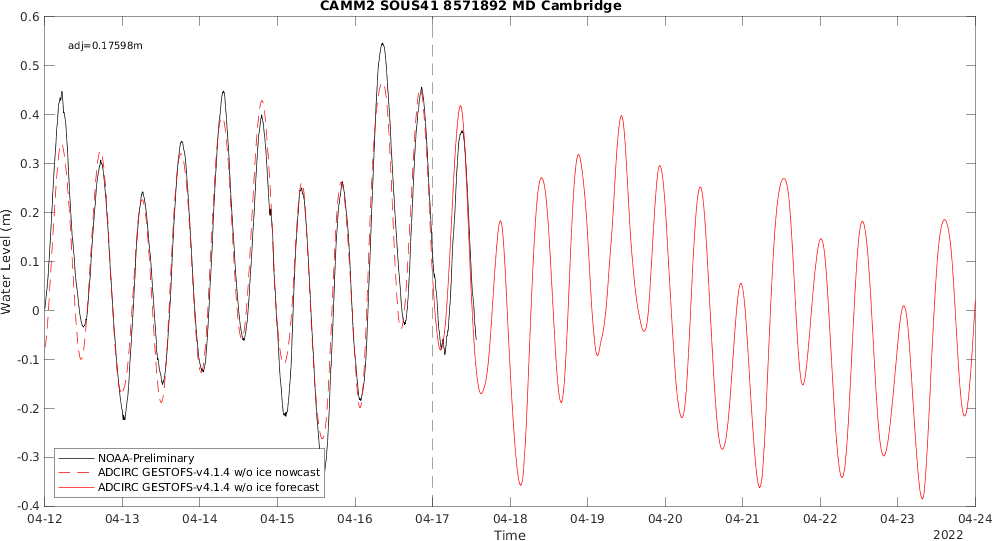 CAMM2 SOUS41 8571892 MD Cambridge
adj=0.17598m
0.6
0.5
0.4
0.3
0.2
0.1
0
-0.1
-0.2
-0.3
-0.4
Water Level (m)
NOAA-Preliminary
ADCIRC GESTOFS-v4.1.4 w/o ice nowcast
ADCIRC GESTOFS-v4.1.4 w/o ice forecast
04-12 04-13 04-14 04-15 04-16 04-17 04-18 04-19 04-20 04-21 04-22 04-23 04-24
Time
2022